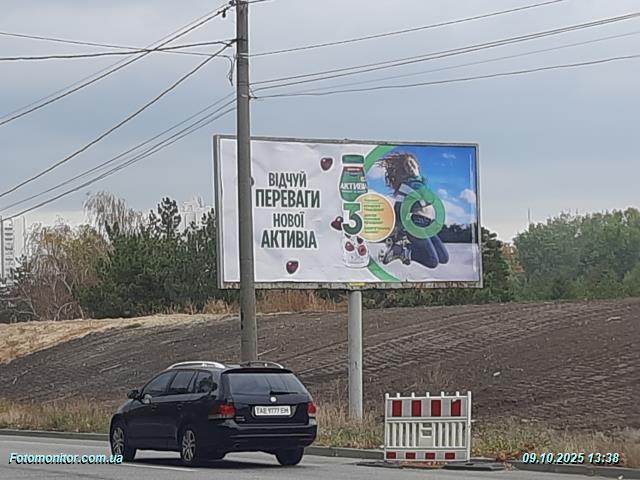 ВІДЧУЙ
ПЕРЕВАГИ
НОВОЇ
АКТИВІА
АКТИВІА
3
TAE 9777 EM
Fotomonitor.com.ua
09.10.2025 13:38